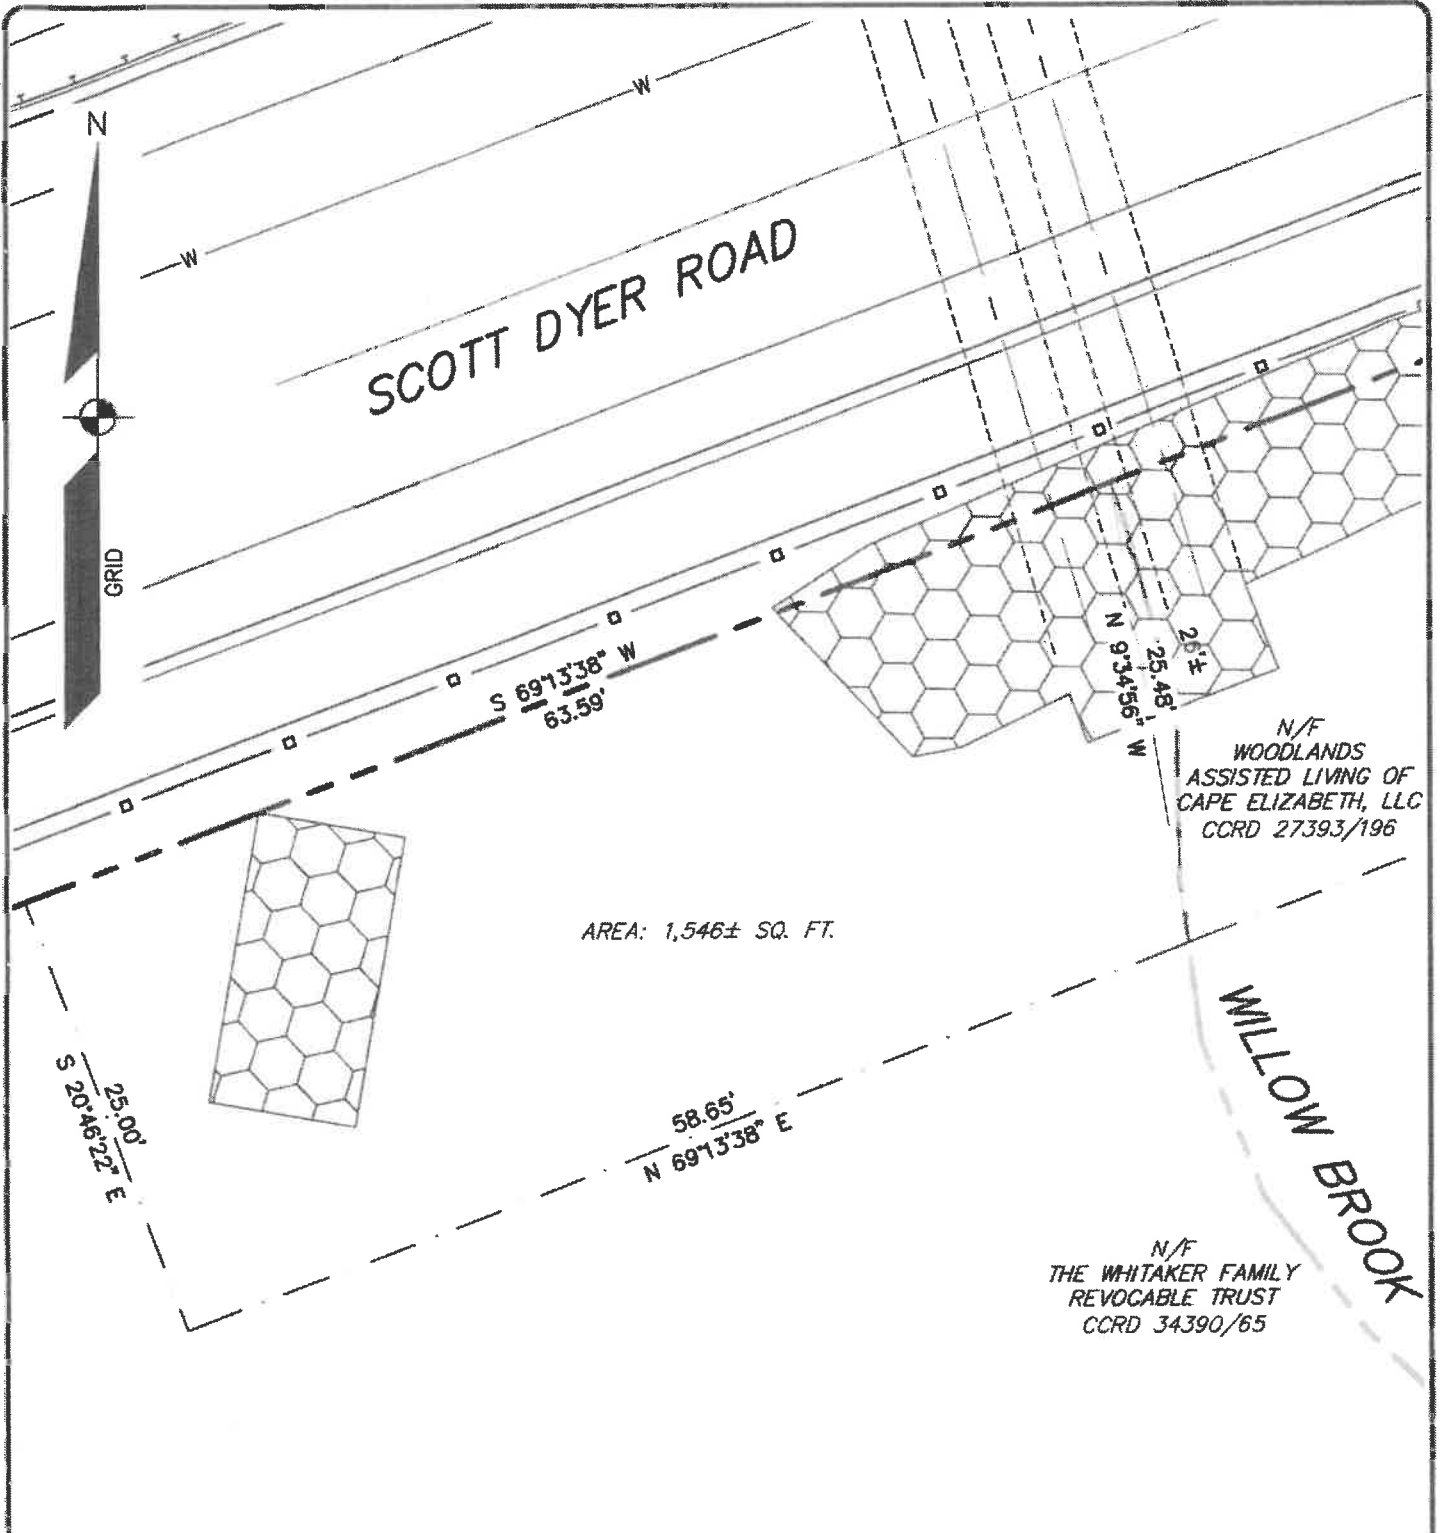 W
N
W
SCOTT DYER ROAD
GRID
S 69°13'38" W
63.59'
N 9°34'56" W
25.48'
26'±
N/F
WOODLANDS
ASSISTED LIVING OF
CAPE ELIZABETH, LLC
CCRD 27393/196
AREA: 1,546± SQ. FT.
25.00'
S 20°46'22" E
58.65'
N 69°13'38" E
WILLOW BROOK
N/F
THE WHITAKER FAMILY
REVOCABLE TRUST
CCRD 34390/65